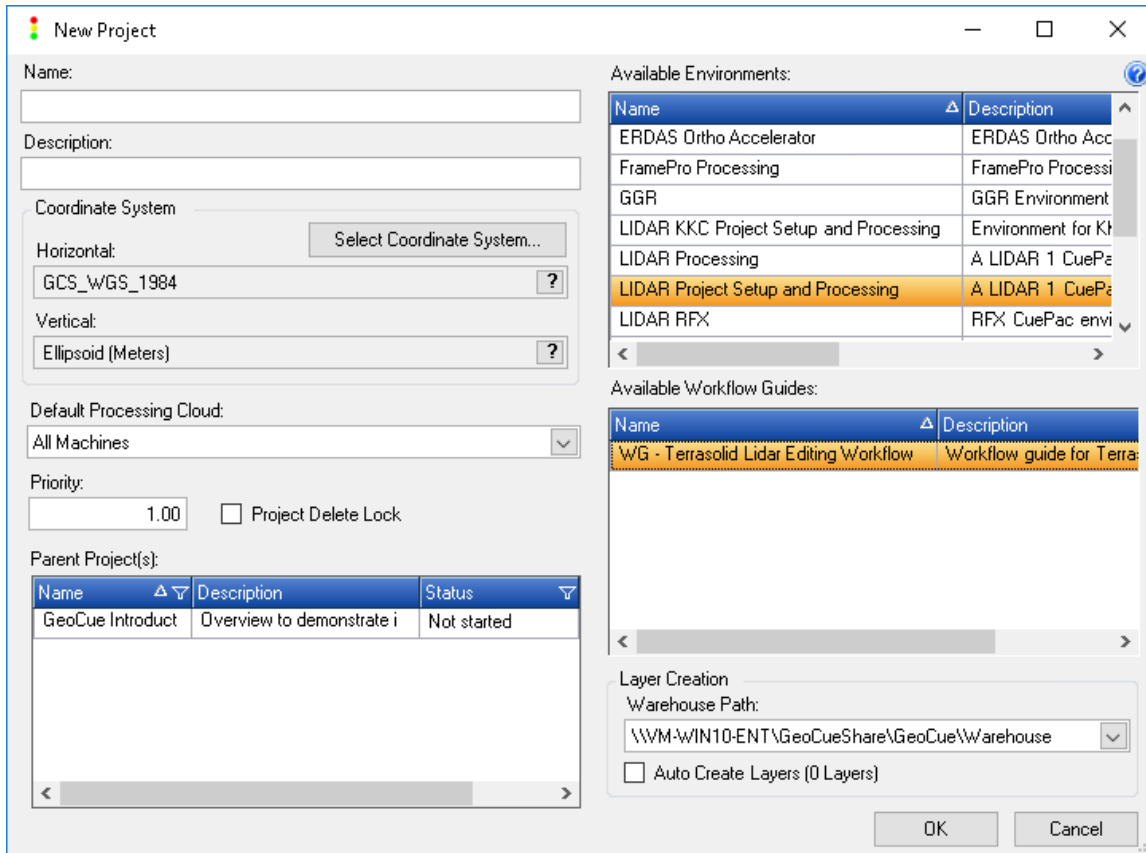 New Project
Name:
Description:
Coordinate System
Select Coordinate System...
Horizontal:
GCS_WGS_1984
?
Vertical:
Ellipsoid (Meters)
?
Default Processing Cloud:
All Machines
Priority:
1.00
Project Delete Lock
Parent Project(s):
Name Description Status
GeoCue Introduct Overview to demonstrate i Not started
Available Environments:
?
Name Description
ERDAS Ortho Accelerator ERDAS Ortho Acc
FramePro Processing FramePro Processi
GGR GGR Environment
LIDAR KKC Project Setup and Processing Environment for
LIDAR Processing A LIDAR 1 CuePa
LIDAR Project Setup and Processing A LIDAR 1 CuePa
LIDAR RFX RFX CuePac envi
Available Workflow Guides:
Name Description
WG - Terrasolid Lidar Editing Workflow Workflow guide for Terra
Layer Creation
Warehouse Path:
\\VM-WIN10-ENT\GeoCueShare\GeoCue\Warehouse
Auto Create Layers (0 Layers)
OK
Cancel